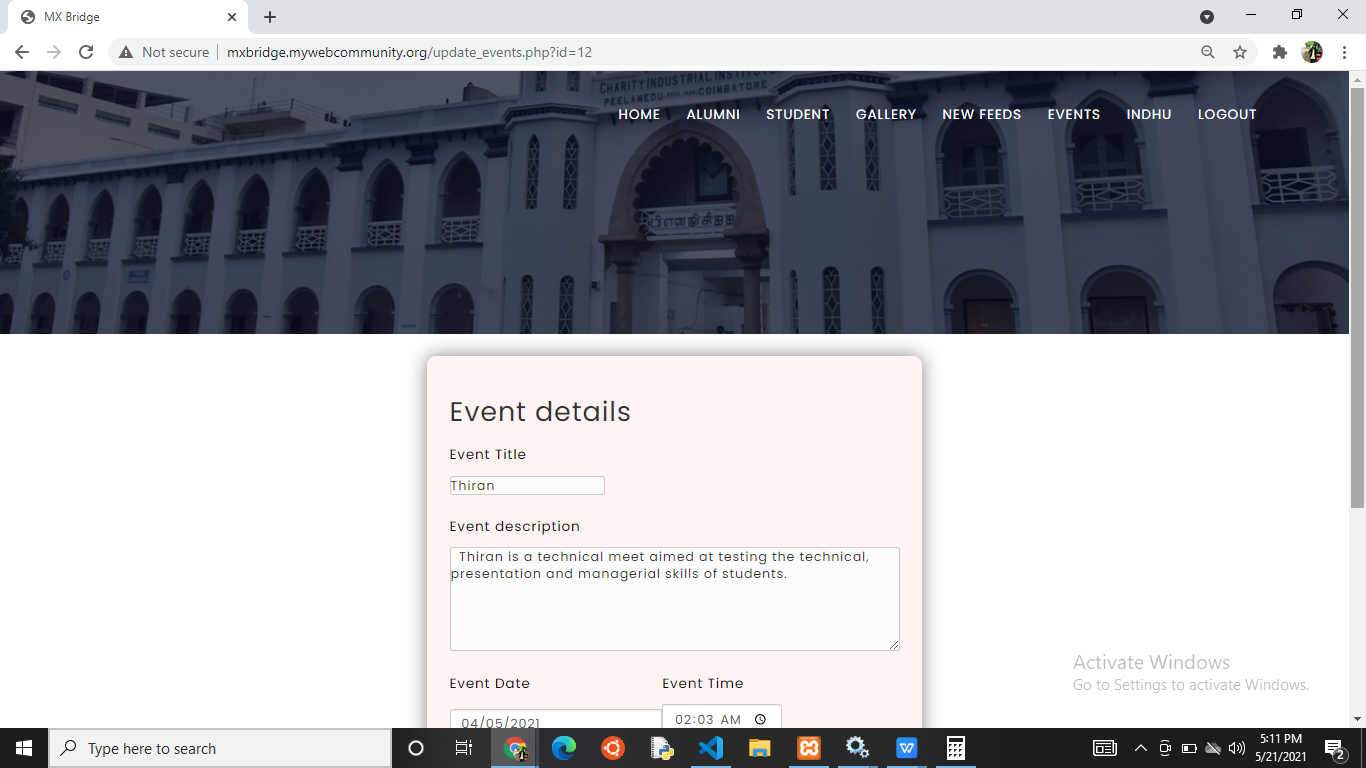 MX Bridge
Not secure
mxbridge.mywebcommunity.org/update_events.php?id=12
CHARITY INDUSTRIAL INSTITUTE
PEELAMEDU COIMBATORE
HOME ALUMNI STUDENT GALLERY NEW FEEDS EVENTS INDHU LOGOUT
Event details
Event Title
Thiran
Event description
Thiran is a technical meet aimed at testing the technical,
presentation and managerial skills of students.
Event Date Event Time
04/05/2021 02:03 AM
Activate Windows
Go to Settings to activate Windows.
Type here to search
5:11 PM
5/21/2021
2